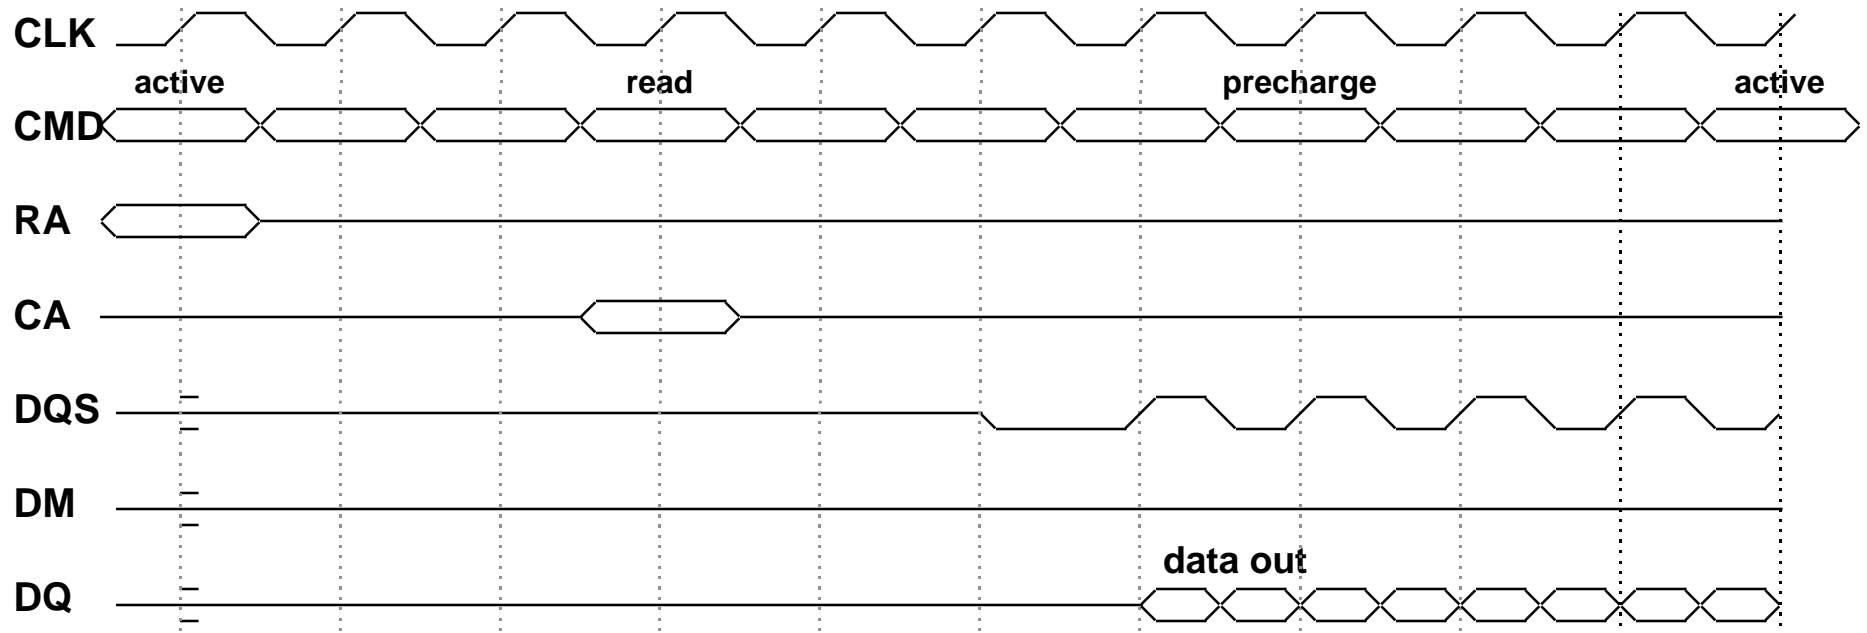 CLK
active read precharge active
CMD
RA
CA
DQS
DM
data out
DQ